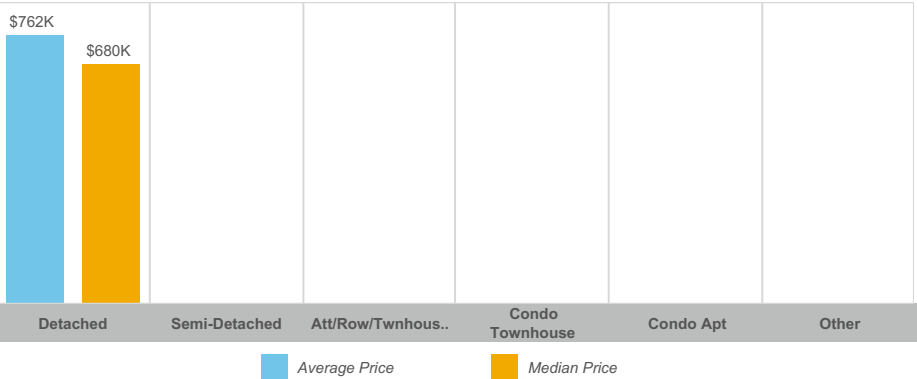 $762K
$680K
Detached
Semi-Detached
Att/Row/Twnhous..
Condo
Townhouse
Condo Apt
Other
Average Price
Median Price